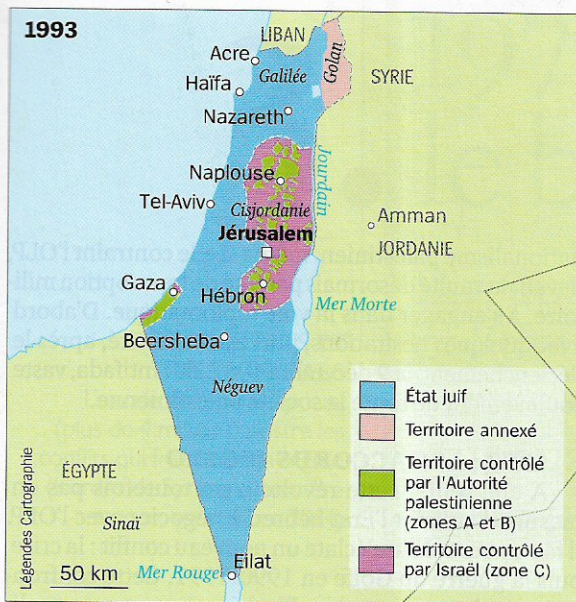 1993
LIBAN
Acre
Galilée
Golan
SYRIE
Haïfa
Nazareth
Jourdain
Naplouse
Tel-Aviv
Cisjordanie
Amman
Jérusalem
JORDANIE
Gaza
Hébron
Mer Morte
Beersheba
Néguev
État juif
Territoire annexé
Territoire contrôlé
par l'Autorité
palestinienne
(zones A et B)
Territoire contrôlé
par Israël (zone C)
ÉGYPTE
Sinaï
Eilat
Mer Rouge
50 km
Légendes Cartographie